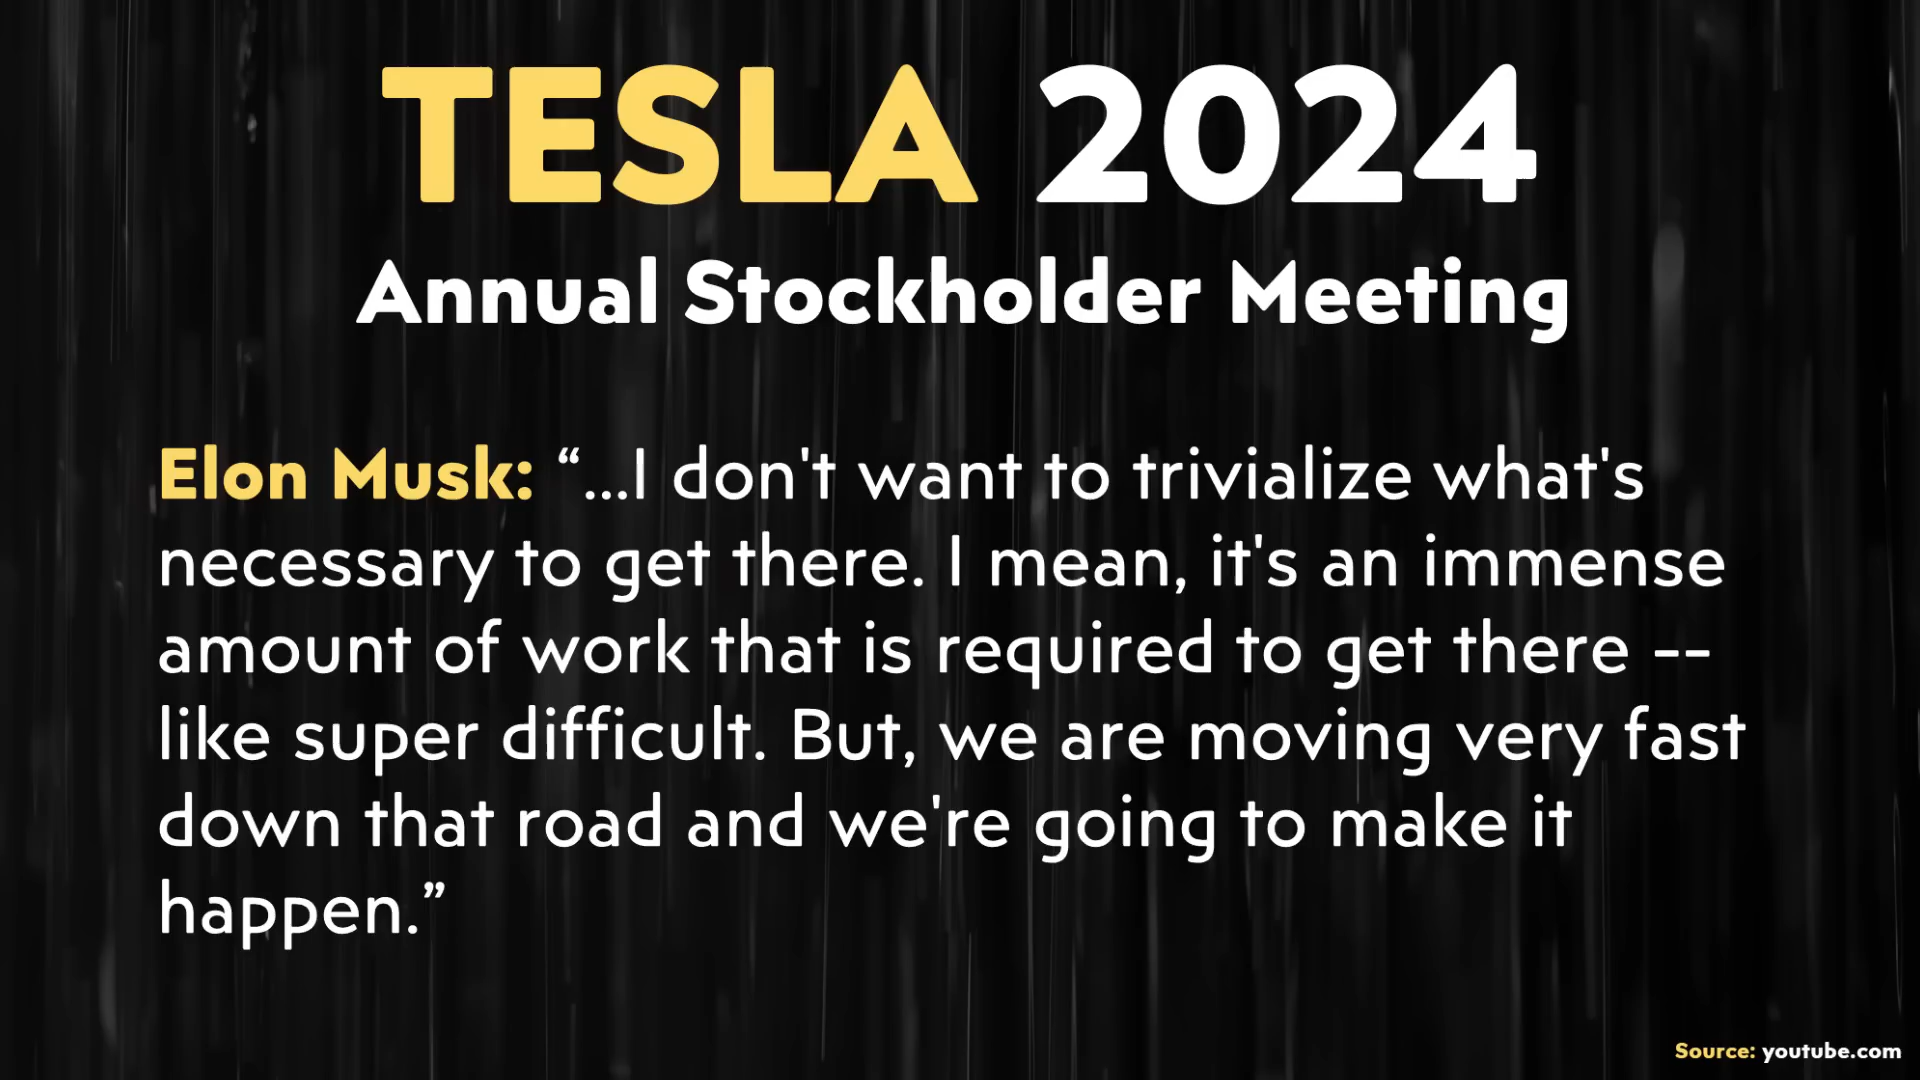 TESLA 2024
Annual Stockholder Meeting
Elon Musk: “...I don't want to trivialize what's
necessary to get there. I mean, it's an immense
amount of work that is required to get there --
like super difficult. But, we are moving very fast
down that road and we're going to make it
happen.”
Source: youtube.com